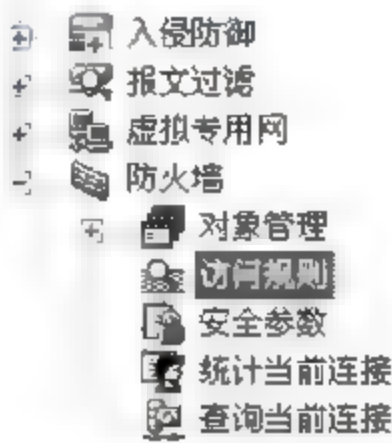 入侵防御
报文过滤
虚拟专用网
防火墙
对象管理
访问规则
安全参数
统计当前连接
查询当前连接